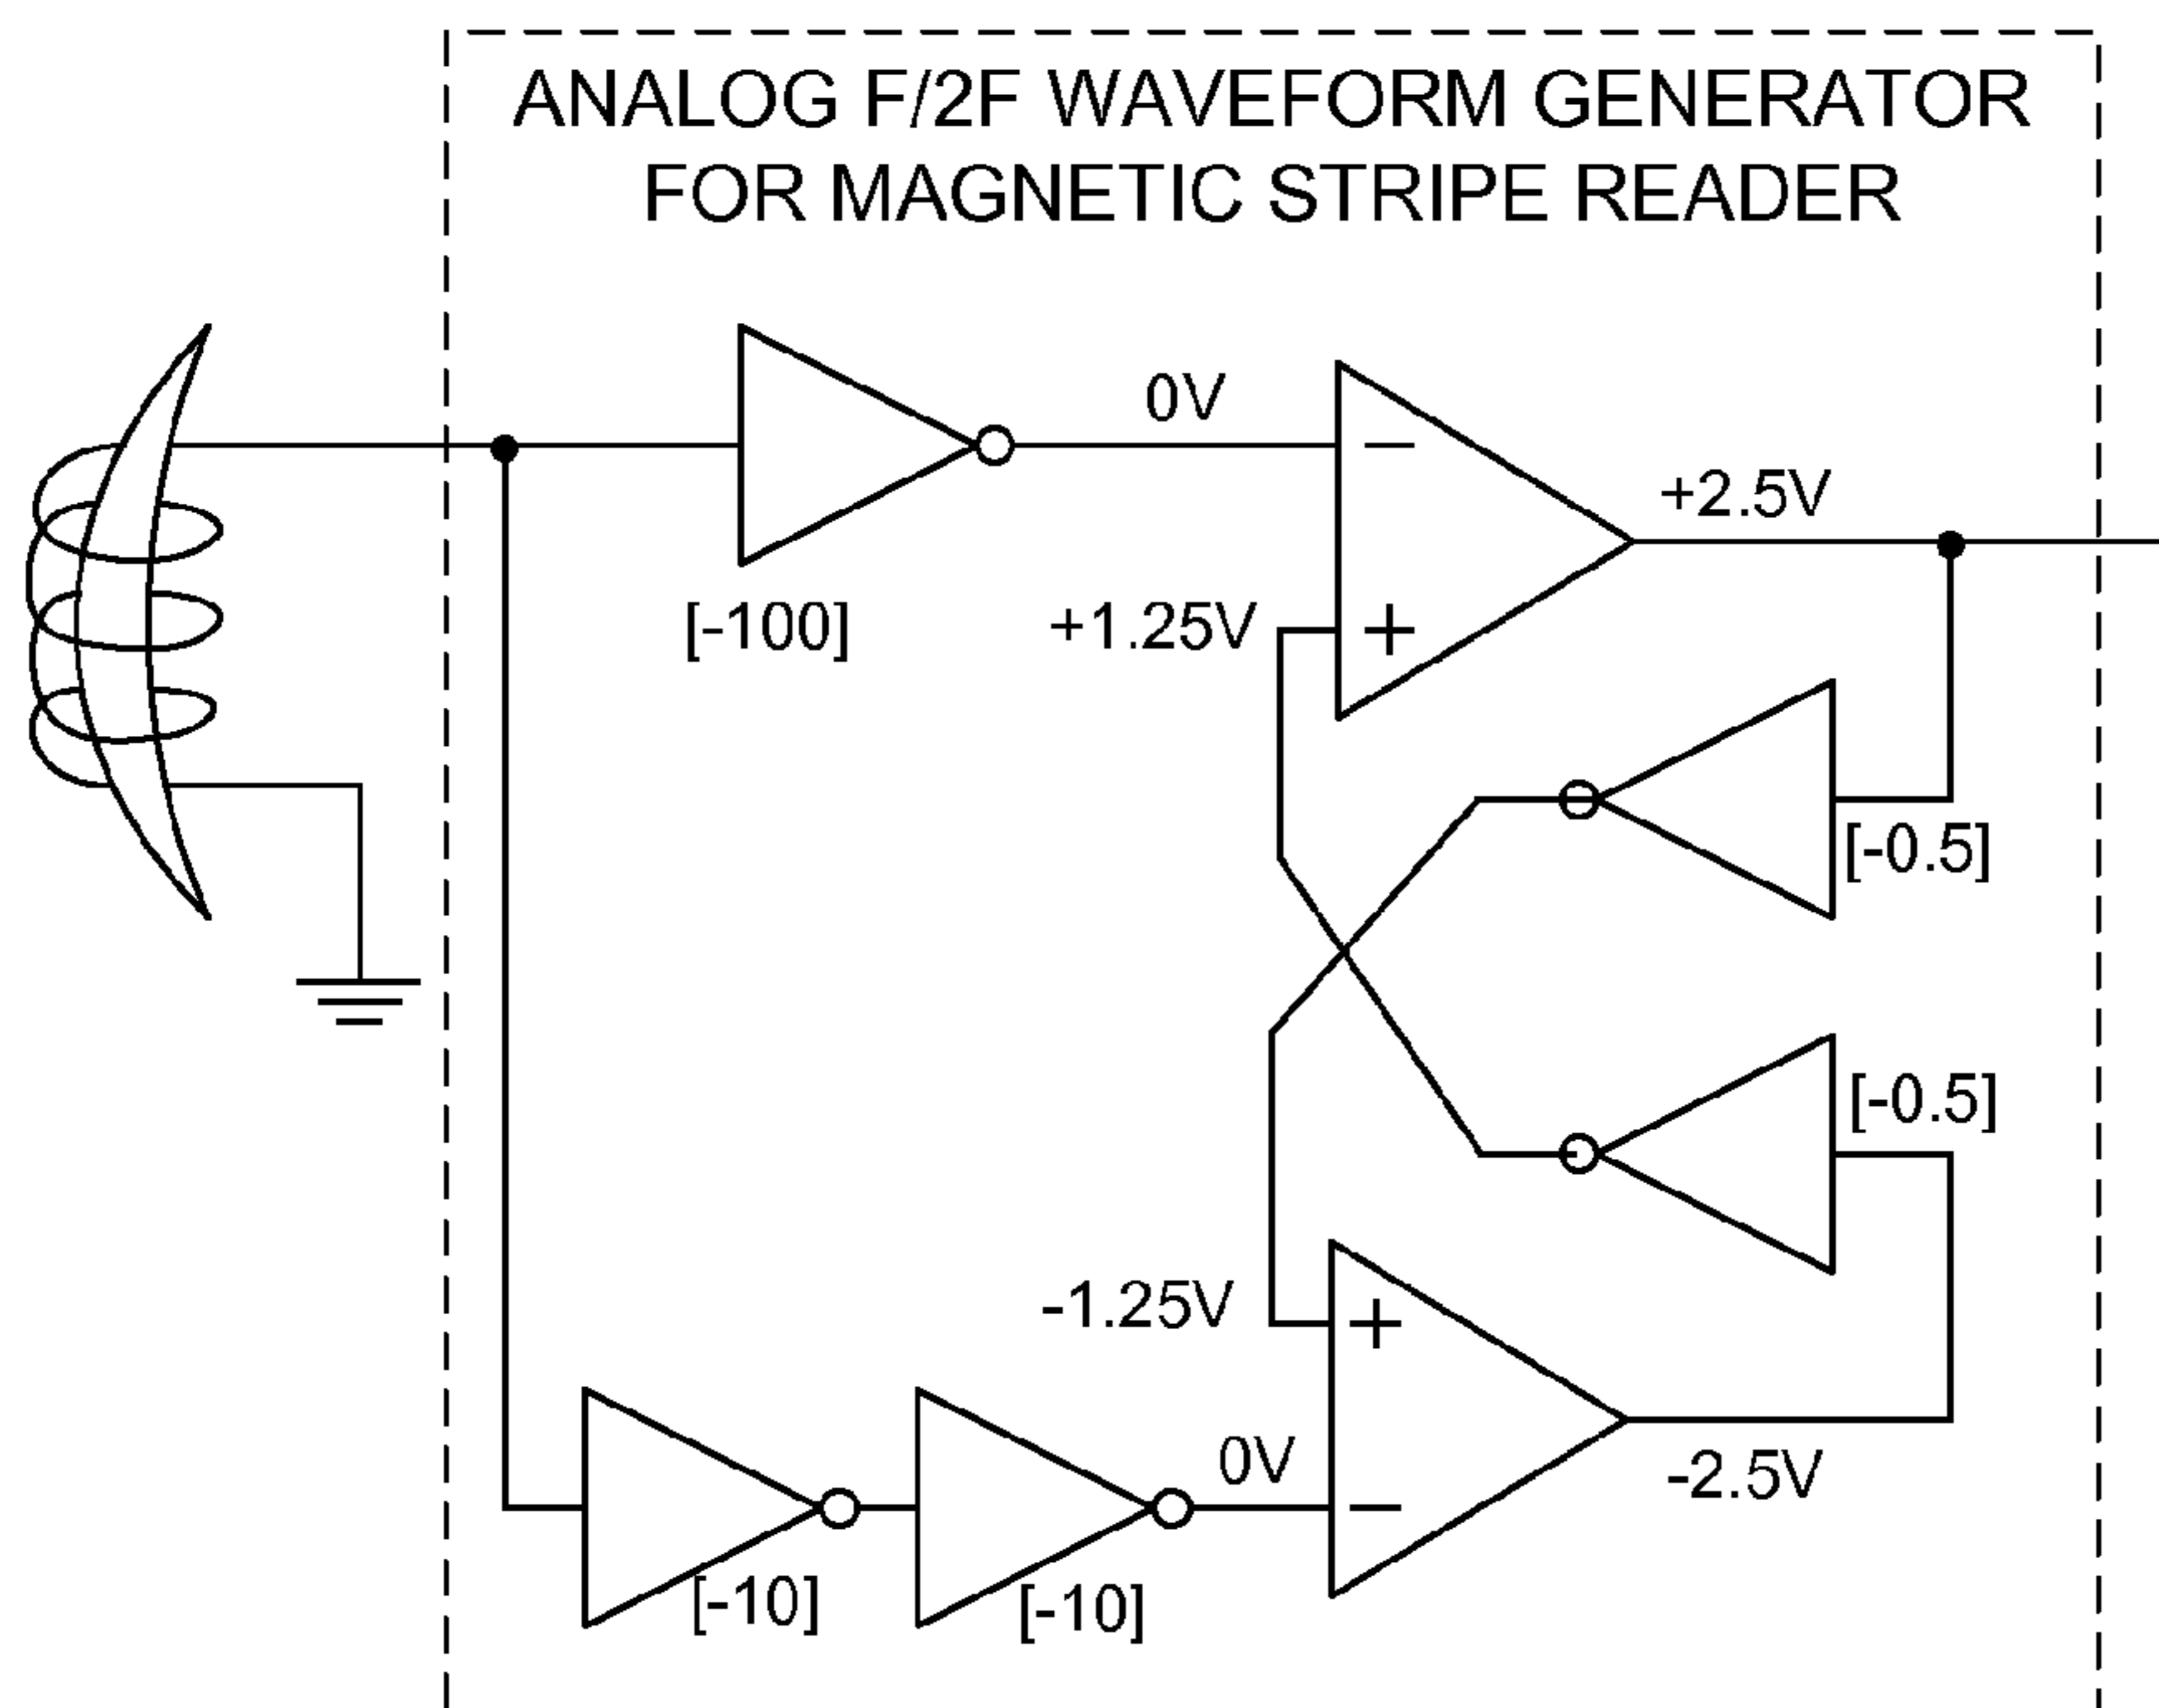 ANALOG F/2F WAVEFORM GENERATOR
FOR MAGNETIC STRIPE READER
0V
−
+2.5V
[-100]
+1.25V
+
[-0.5]
[-0.5]
-1.25V
+
0V
−
-2.5V
[-10]
[-10]